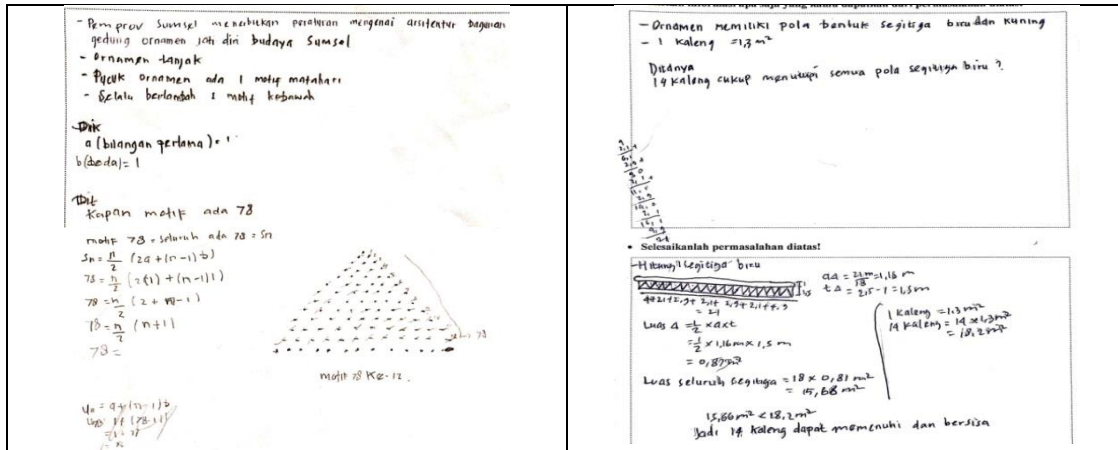 - Pemprov Sumsel menerbitkan peraturan mengenai arsitektur bagunan
gedung ornamen jati diri budaya Sumsel
- Ornamen tanjak
- Pucuk ornamen ada 1 motif matahari
- Selalu bertambah 1 motif kebawah
Dik
a (bilangan pertama) = 1
b (beda) = 1
Dit
Kapan motif ada 78
motif 78 = seluruh ada 78 = Sn
Sn = n/2 (2a + (n-1) b)
78 = n/2 (2(1) + (n-1) 1)
78 = n/2 (2 + n-1)
78 = n/2 (n+1)
78 =
78
motif 78 Ke-12.
Un = a + (n-1) b
- Ornamen memiliki pola bentuk segitiga biru dan kuning
- 1 Kaleng = 1,3 m²
Ditanya
14 Kaleng cukup menutupi semua pola segitiga biru ?
• Selesaikanlah permasalahan diatas!
- Hitung segitiga biru
= 21
a∆ = 21 m/18 = 1,16 m
t∆ = 2,5 - 1 = 1,5 m
Luas ∆ = 1/2 × a × t
= 1/2 × 1,16 m × 1,5 m
= 0,87 m²
1 Kaleng = 1,3 m²
14 Kaleng = 14 × 1,3 m²
= 18,2 m²
Luas seluruh segitiga = 18 × 0,87 m²
= 15,66 m²
15,66 m² < 18,2 m²
Jadi 14 Kaleng dapat memenuhi dan bersisa